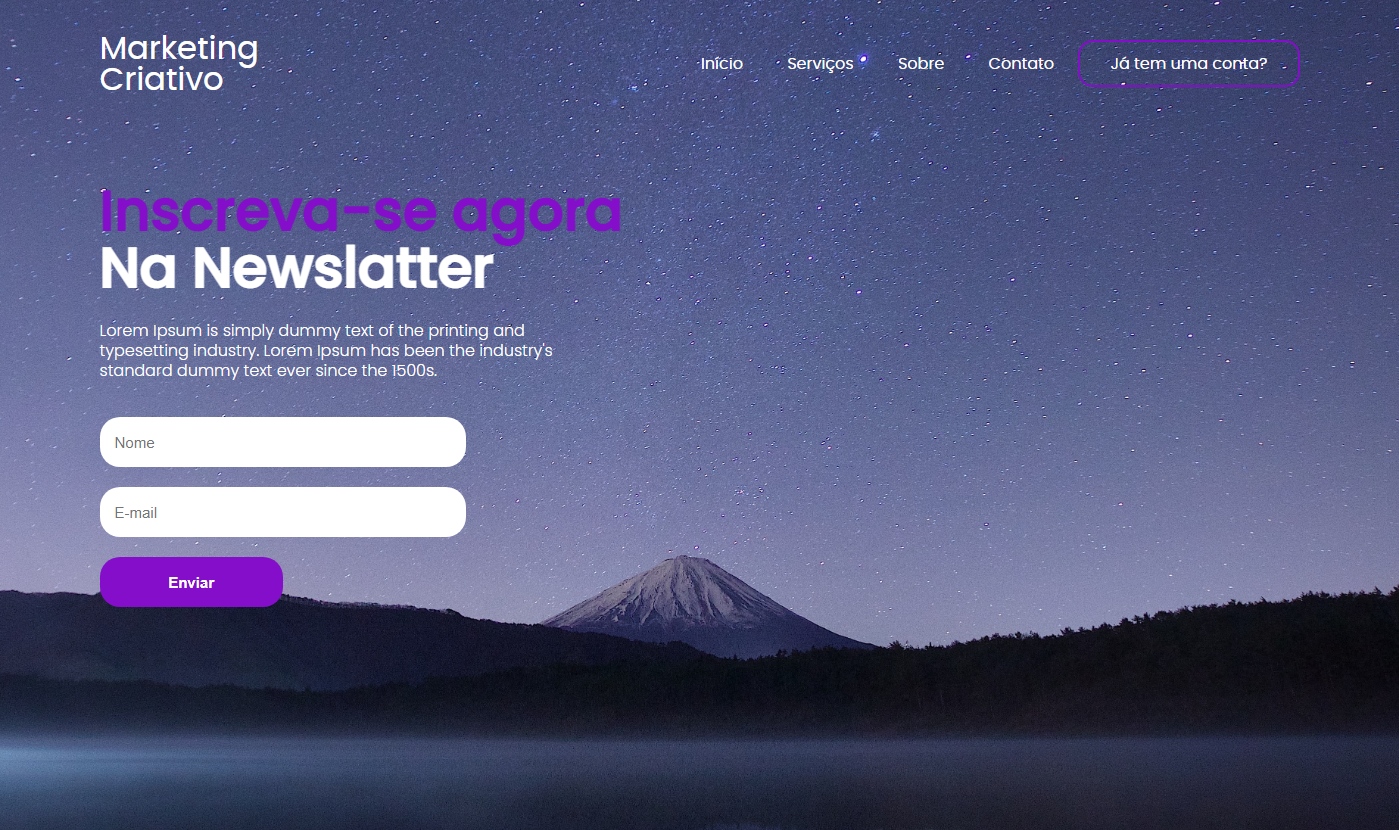 Marketing
Criativo
Início
Serviços
Sobre
Contato
Já tem uma conta?
Inscreva-se agora
Na Newslatter
Lorem Ipsum is simply dummy text of the printing and
typesetting industry. Lorem Ipsum has been the industry's
standard dummy text ever since the 1500s.
Nome
E-mail
Enviar